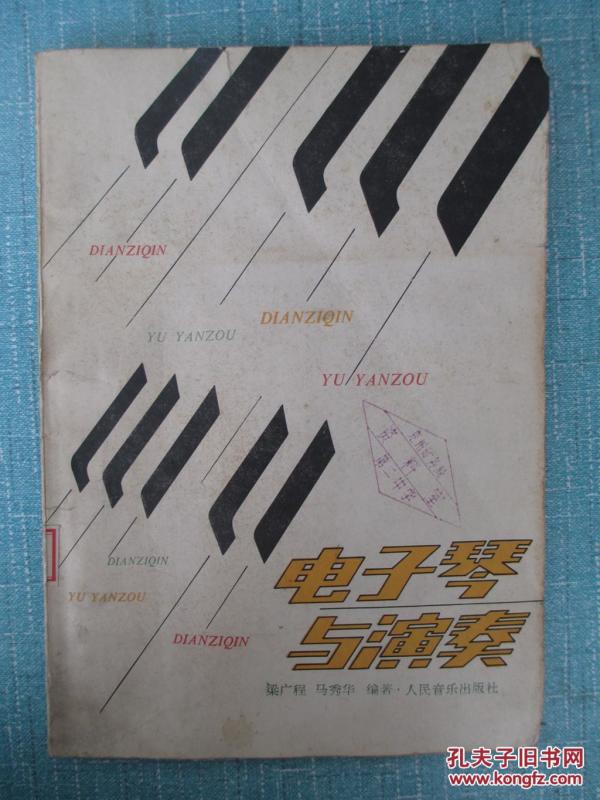 DIANZIQIN
YU YANZOU
DIANZIQIN
YU YANZOU
DIANZIQIN
YU YANZOU
DIANZIQIN
电子琴
与演奏
梁广程 马秀华 编著·人民音乐出版社
孔夫子旧书网
www.kongfz.com